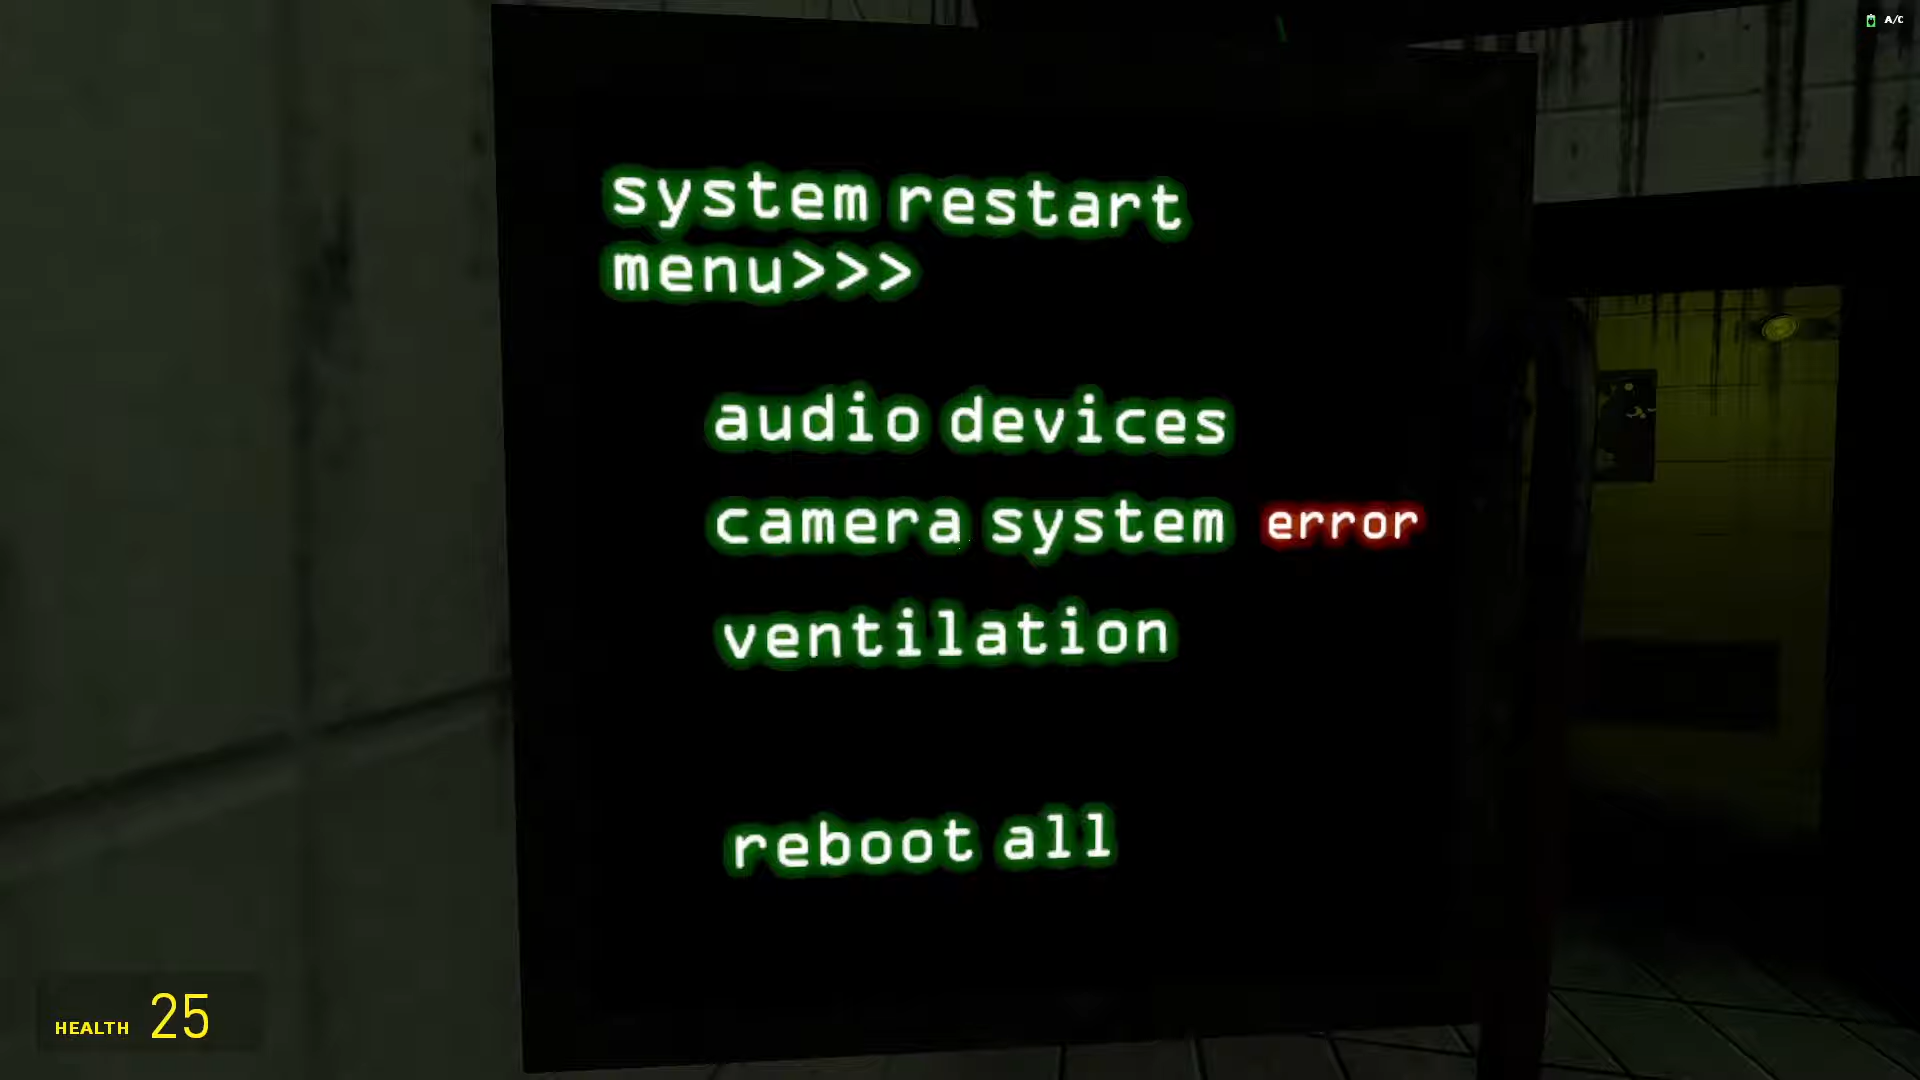 A/C
system restart
menu>>>
audio devices
camera system error
ventilation
reboot all
HEALTH 25